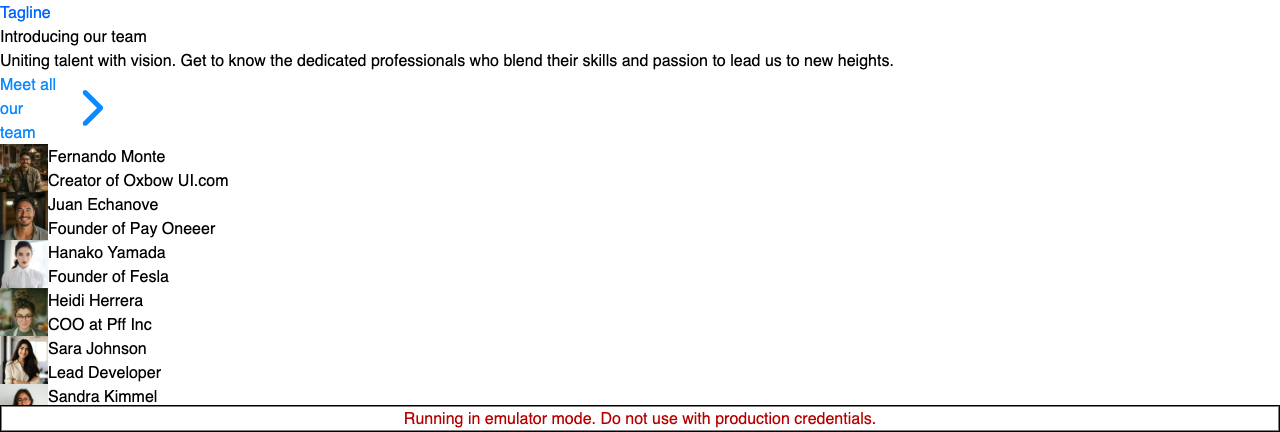 Tagline
Introducing our team
Uniting talent with vision. Get to know the dedicated professionals who blend their skills and passion to lead us to new heights.
Meet all
our
team
Fernando Monte
Creator of Oxbow UI.com
Juan Echanove
Founder of Pay Oneeer
Hanako Yamada
Founder of Fesla
Heidi Herrera
COO at Pff Inc
Sara Johnson
Lead Developer
Sandra Kimmel
Running in emulator mode. Do not use with production credentials.